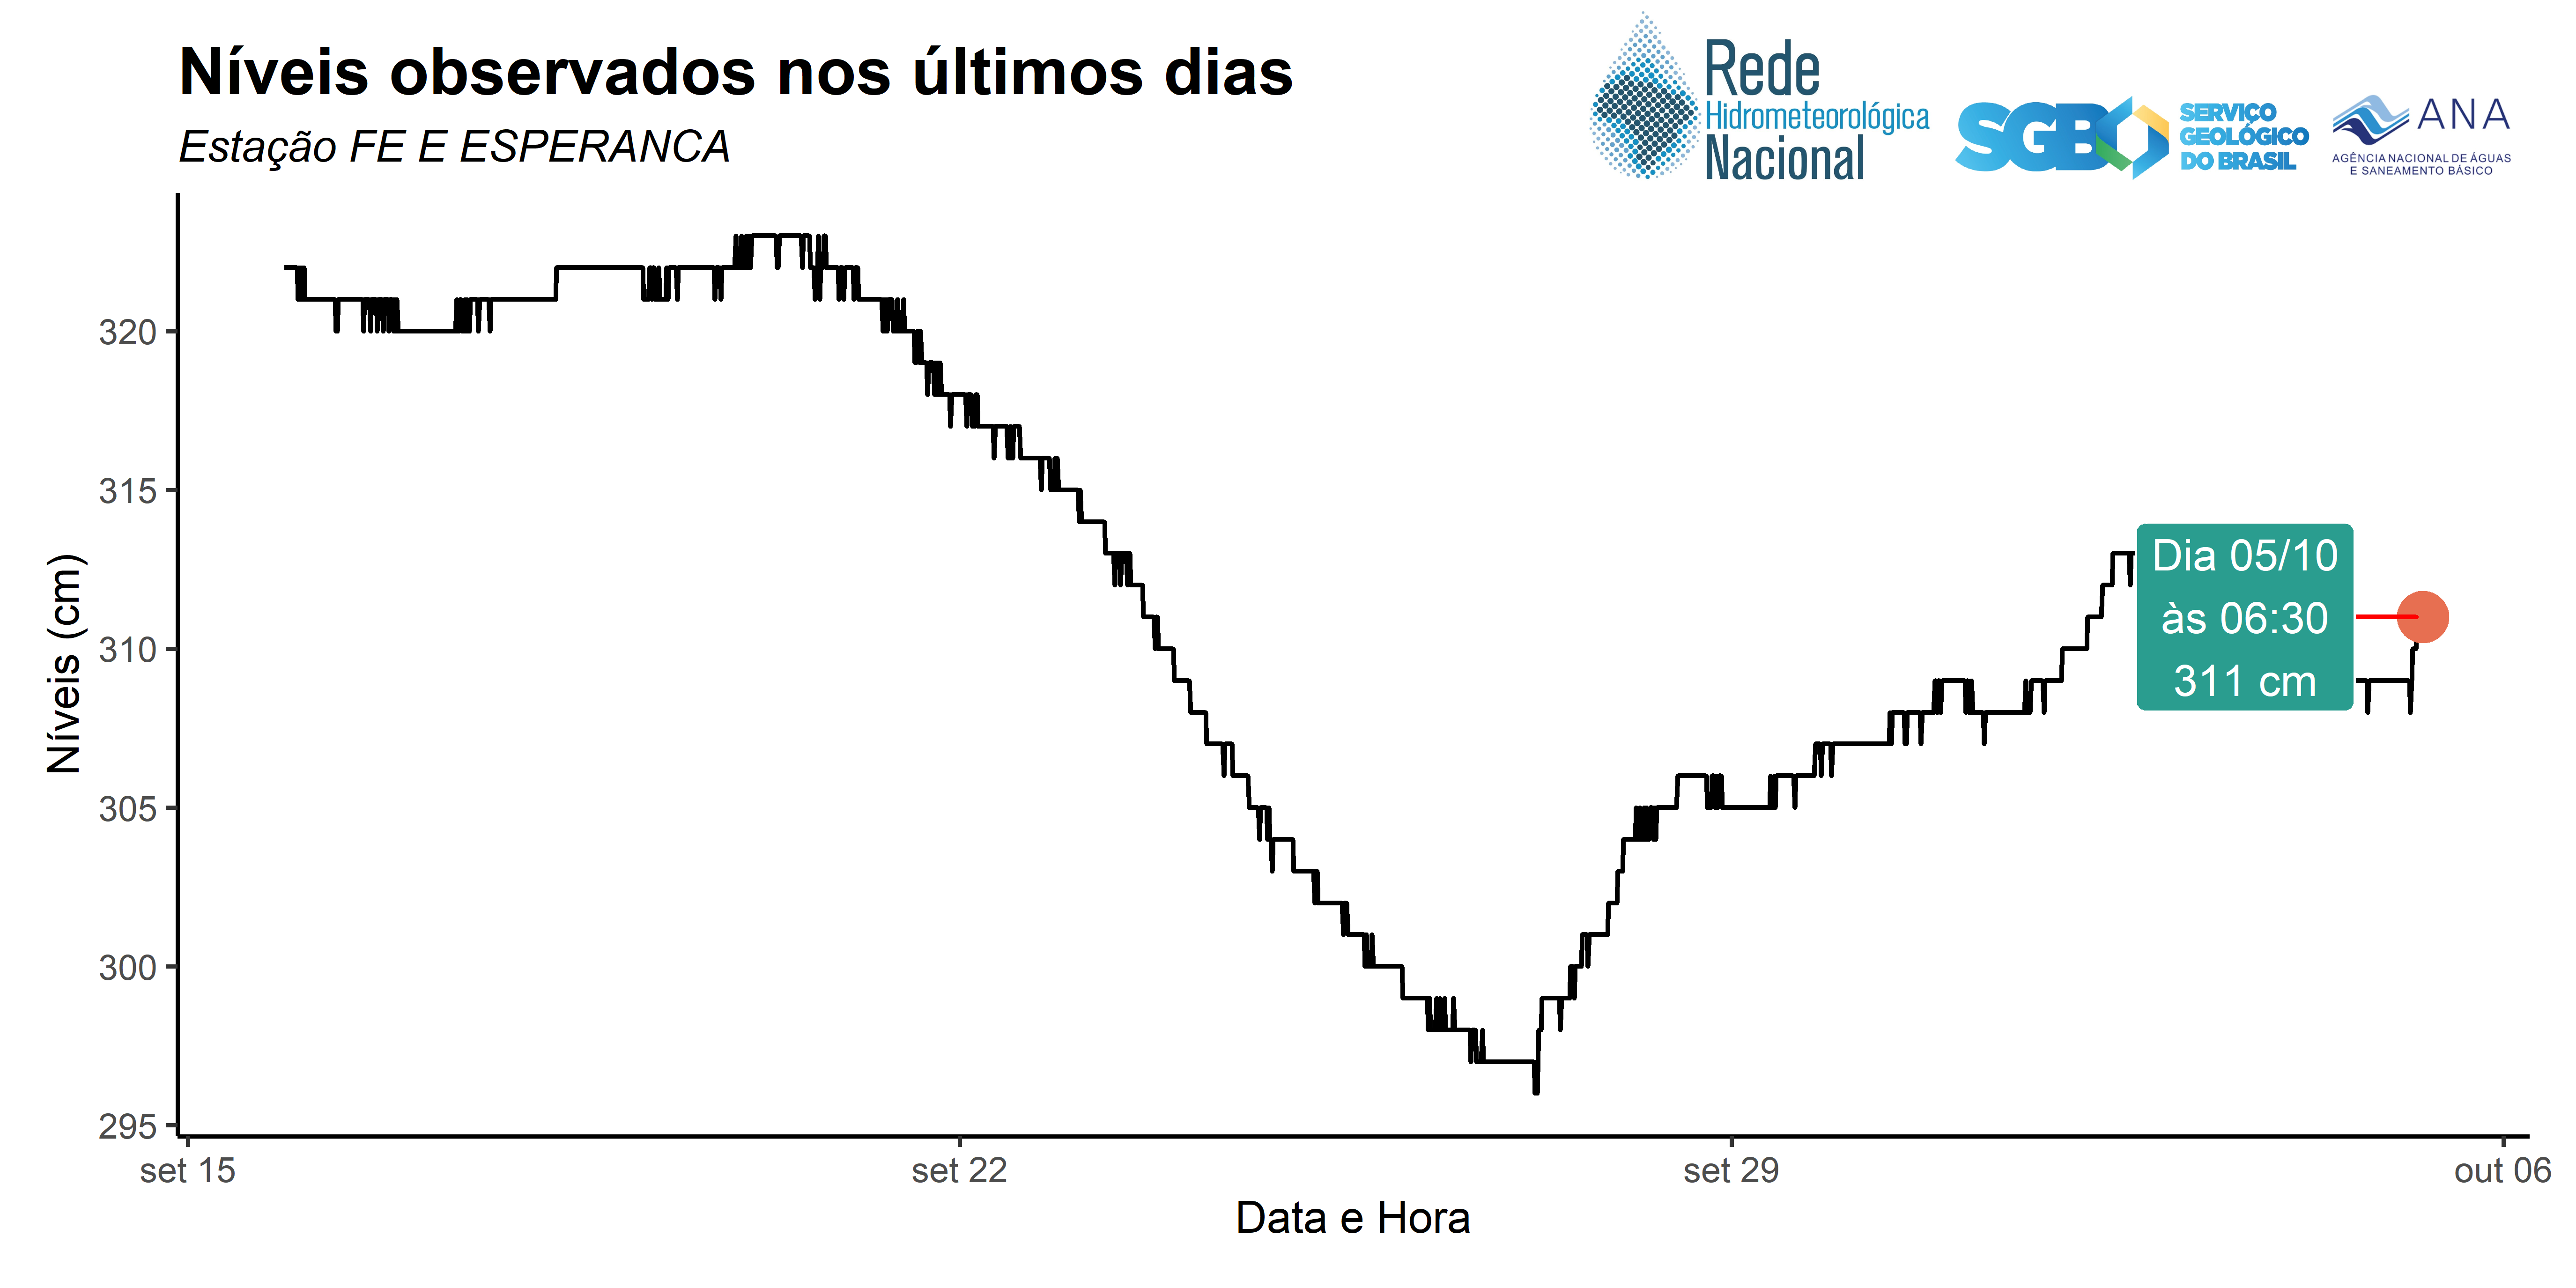 Níveis observados nos últimos dias
Estação FE E ESPERANCA
Rede
Hidrometeorológica
Nacional
SGB
SERVIÇO
GEOLÓGICO
DO BRASIL
ANA
AGÊNCIA NACIONAL DE ÁGUAS
E SANEAMENTO BÁSICO
Níveis (cm)
320
315
310
305
300
295
Dia 05/10
às 06:30
311 cm
set 15
set 22
set 29
out 06
Data e Hora